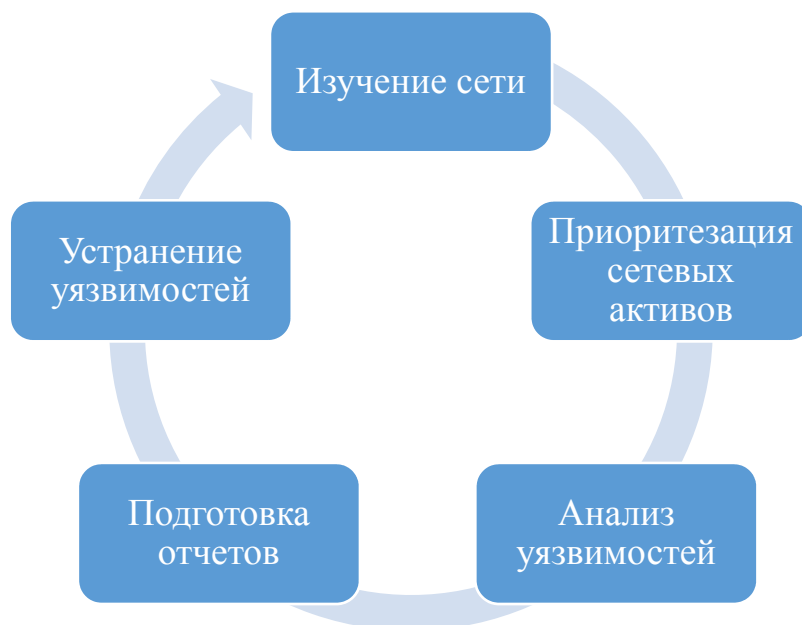 Изучение сети
Приоритезация
сетевых
активов
Анализ
уязвимостей
Подготовка
отчетов
Устранение
уязвимостей